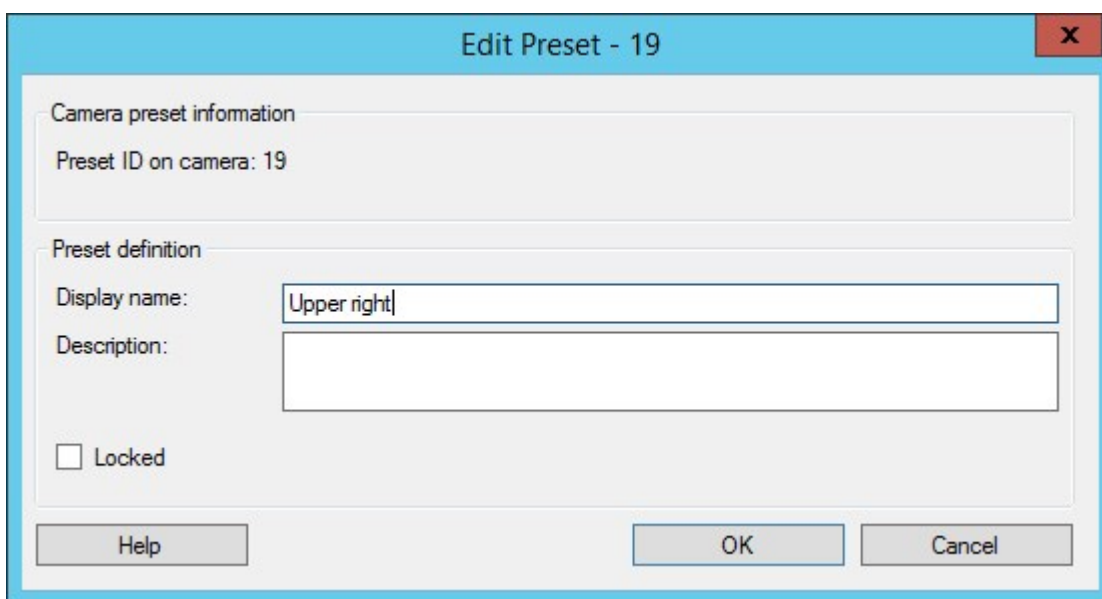 Edit Preset - 19
x
Camera preset information
Preset ID on camera: 19
Preset definition
Display name:
Upper right
Description:
Locked
Help
OK
Cancel